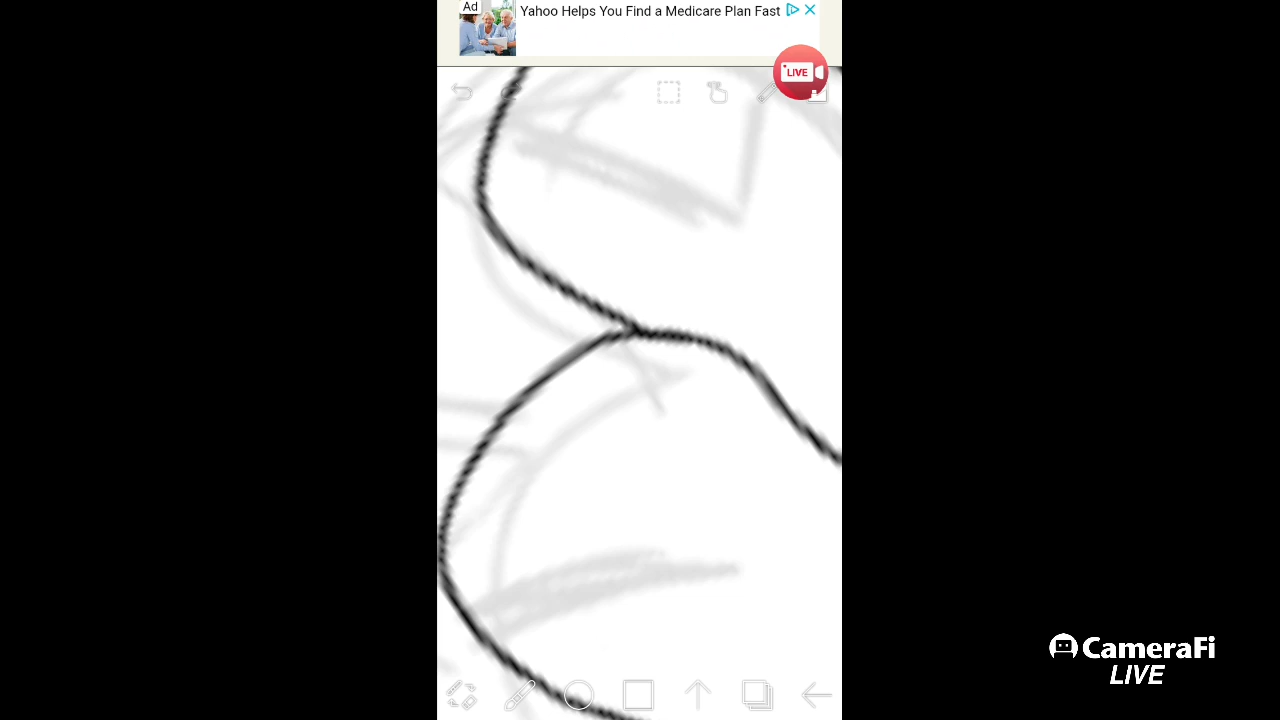 Ad
Yahoo Helps You Find a Medicare Plan Fast
LIVE
CameraFi
LIVE